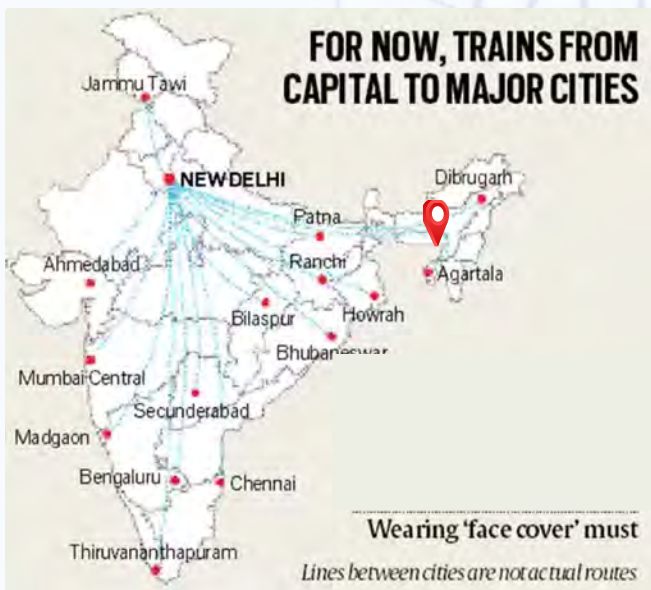 FOR NOW, TRAINS FROM
CAPITAL TO MAJOR CITIES
Jammu Tawi
NEW DELHI
Dibrugarh
Patna
Ahmedabad
Ranchi
Agartala
Bilaspur
Howrah
Bhubaneswar
Mumbai Central
Secunderabad
Madgaon
Bengaluru
Chennai
Wearing 'face cover' must
Thiruvananthapuram
Lines between cities are not actual routes